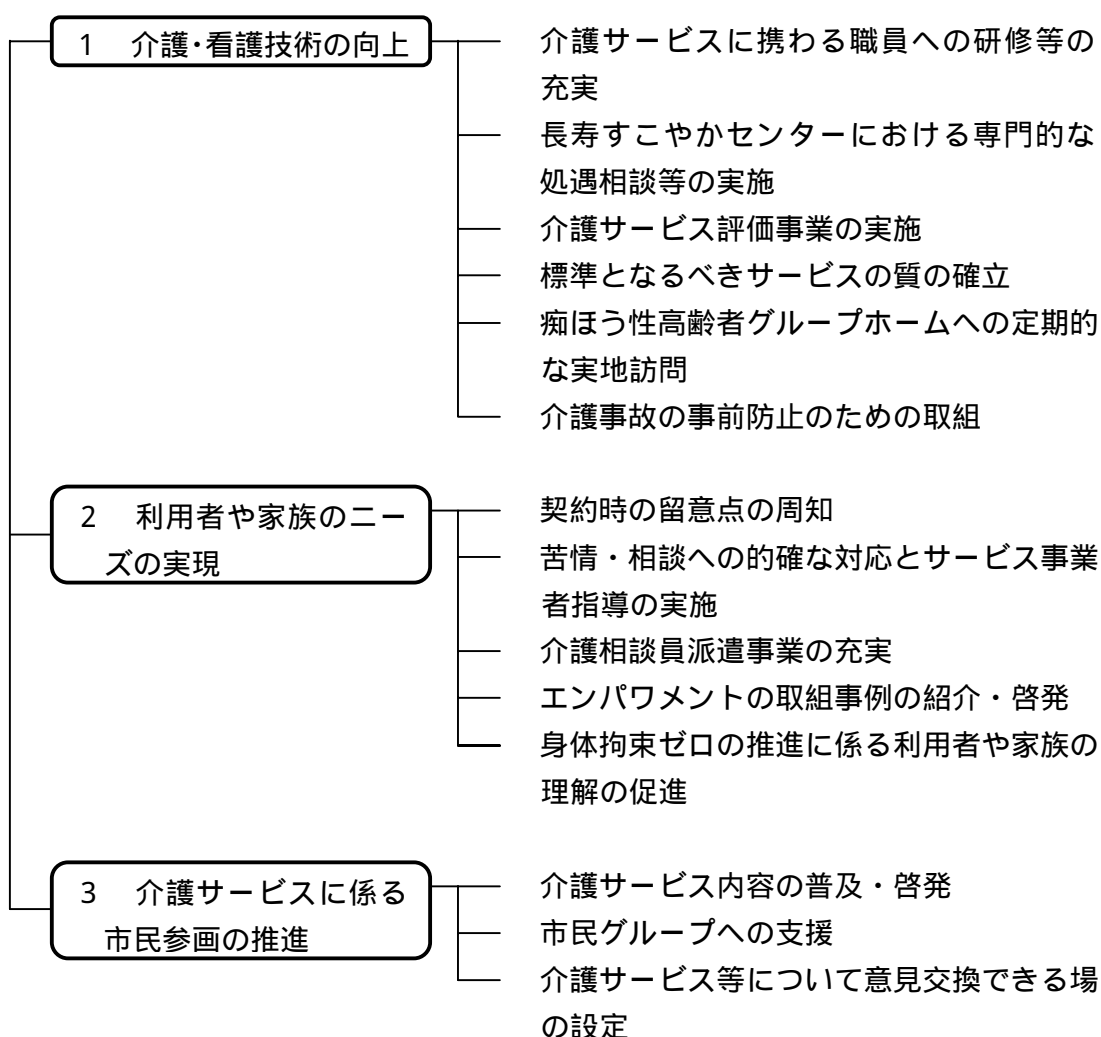 1 介護・看護技術の向上
介護サービスに携わる職員への研修等の
充実
長寿すこやかセンターにおける専門的な
処遇相談等の実施
介護サービス評価事業の実施
標準となるべきサービスの質の確立
痴ほう性高齢者グループホームへの定期的
な実地訪問
介護事故の事前防止のための取組
2 利用者や家族のニー
ズの実現
契約時の留意点の周知
苦情・相談への的確な対応とサービス事業
者指導の実施
介護相談員派遣事業の充実
エンパワメントの取組事例の紹介・啓発
身体拘束ゼロの推進に係る利用者や家族の
理解の促進
3 介護サービスに係る
市民参画の推進
介護サービス内容の普及・啓発
市民グループへの支援
介護サービス等について意見交換できる場
の設定